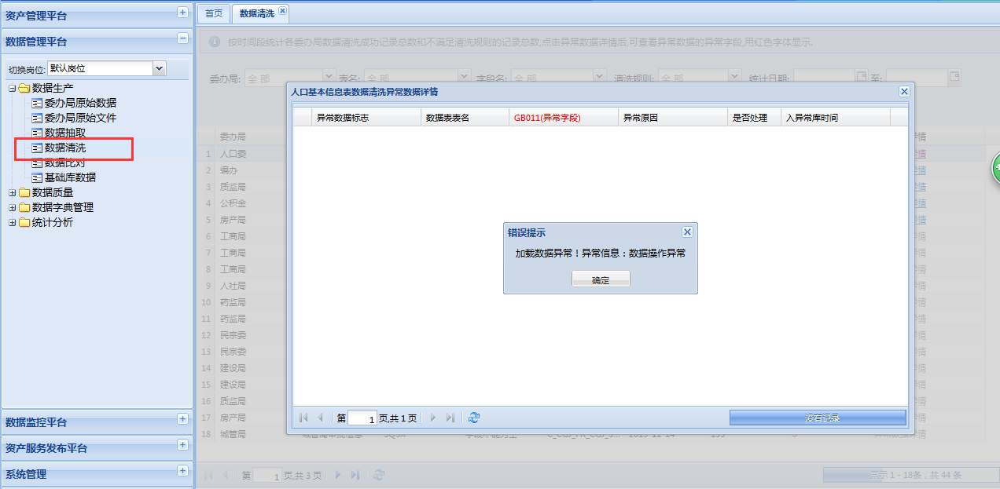 资产管理平台
数据管理平台
切换岗位: 默认岗位
数据生产
委办局原始数据
委办局原始文件
数据抽取
数据清洗
数据比对
基础库数据
数据质量
数据字典管理
统计分析
数据监控平台
资产服务发布平台
系统管理
首页 数据清洗
按时间段统计各委办局数据清洗成功记录总数和不满足清洗规则的记录总数,点击异常数据详情后,可查看异常数据的异常字段,用红色字体显示.
委办局: 全 部 表名: 全 部 字段名: 全 部 清洗规则: 全 部 统计日期: 至:
人口基本信息表数据清洗异常数据详情
异常数据标志 数据表表名 GB011(异常字段) 异常原因 是否处理 入异常库时间
错误提示
加载数据异常！异常信息：数据操作异常
确定
第 1 页,共 1 页 没有记录
委办局 情
1 人口委
2 编办
3 质监局
4 公积金
5 房产局
6 工商局 情
7 工商局 情
8 工商局 情
9 人社局 情
10 药监局 情
11 药监局 情
12 民宗委 情
13 民宗委 情
14 建设局 情
15 建设局 情
16 质监局 情
17 房产局 情
18 城管局
第 1 页,共 3 页 显示 1 - 18条，共 44 条